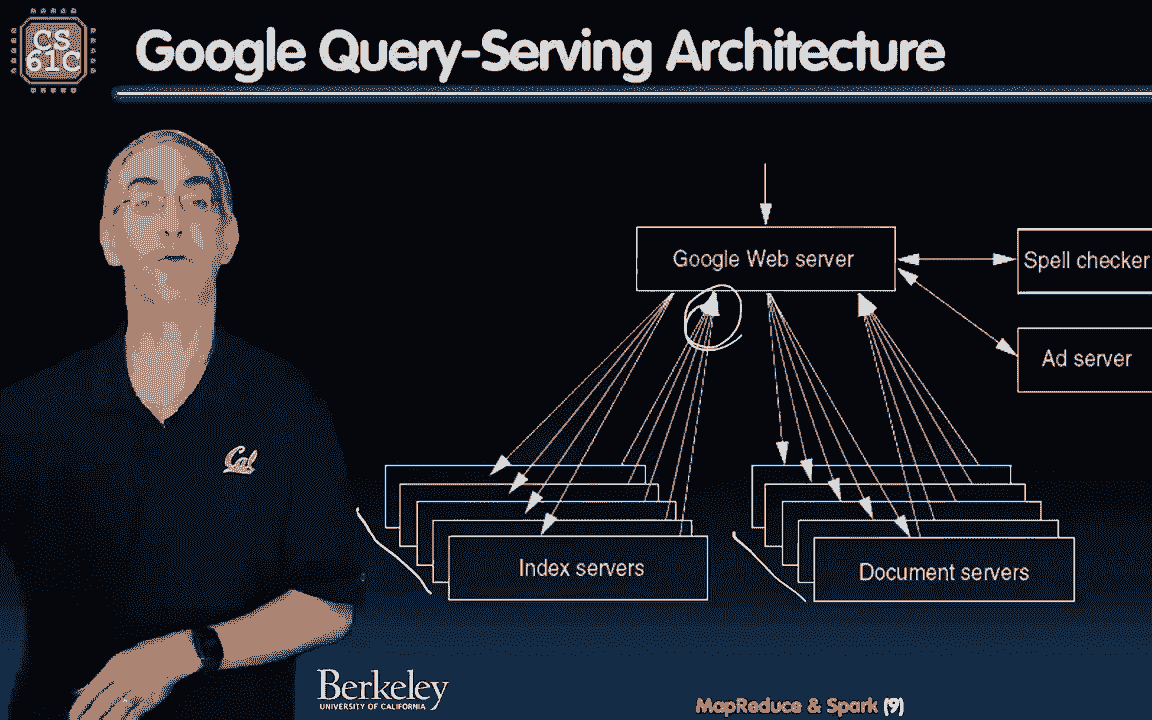 CS
61C
Google Query-Serving Architecture
Google Web server
Spell checker
Ad server
Index servers
Document servers
Cal
Berkeley
UNIVERSITY OF CALIFORNIA
MapReduce & Spark (9)